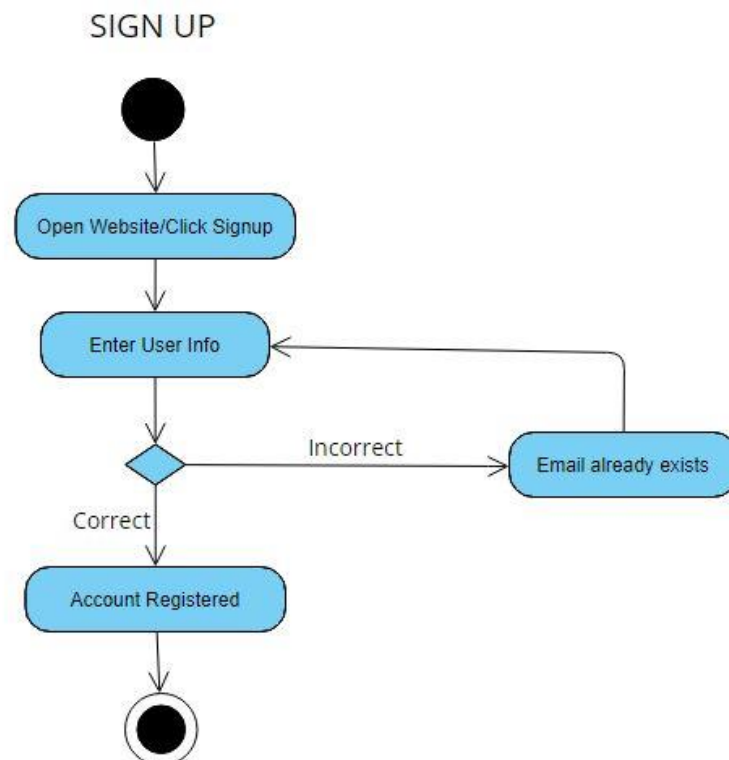 SIGN UP
Open Website/Click Signup
Enter User Info
Incorrect
Email already exists
Correct
Account Registered